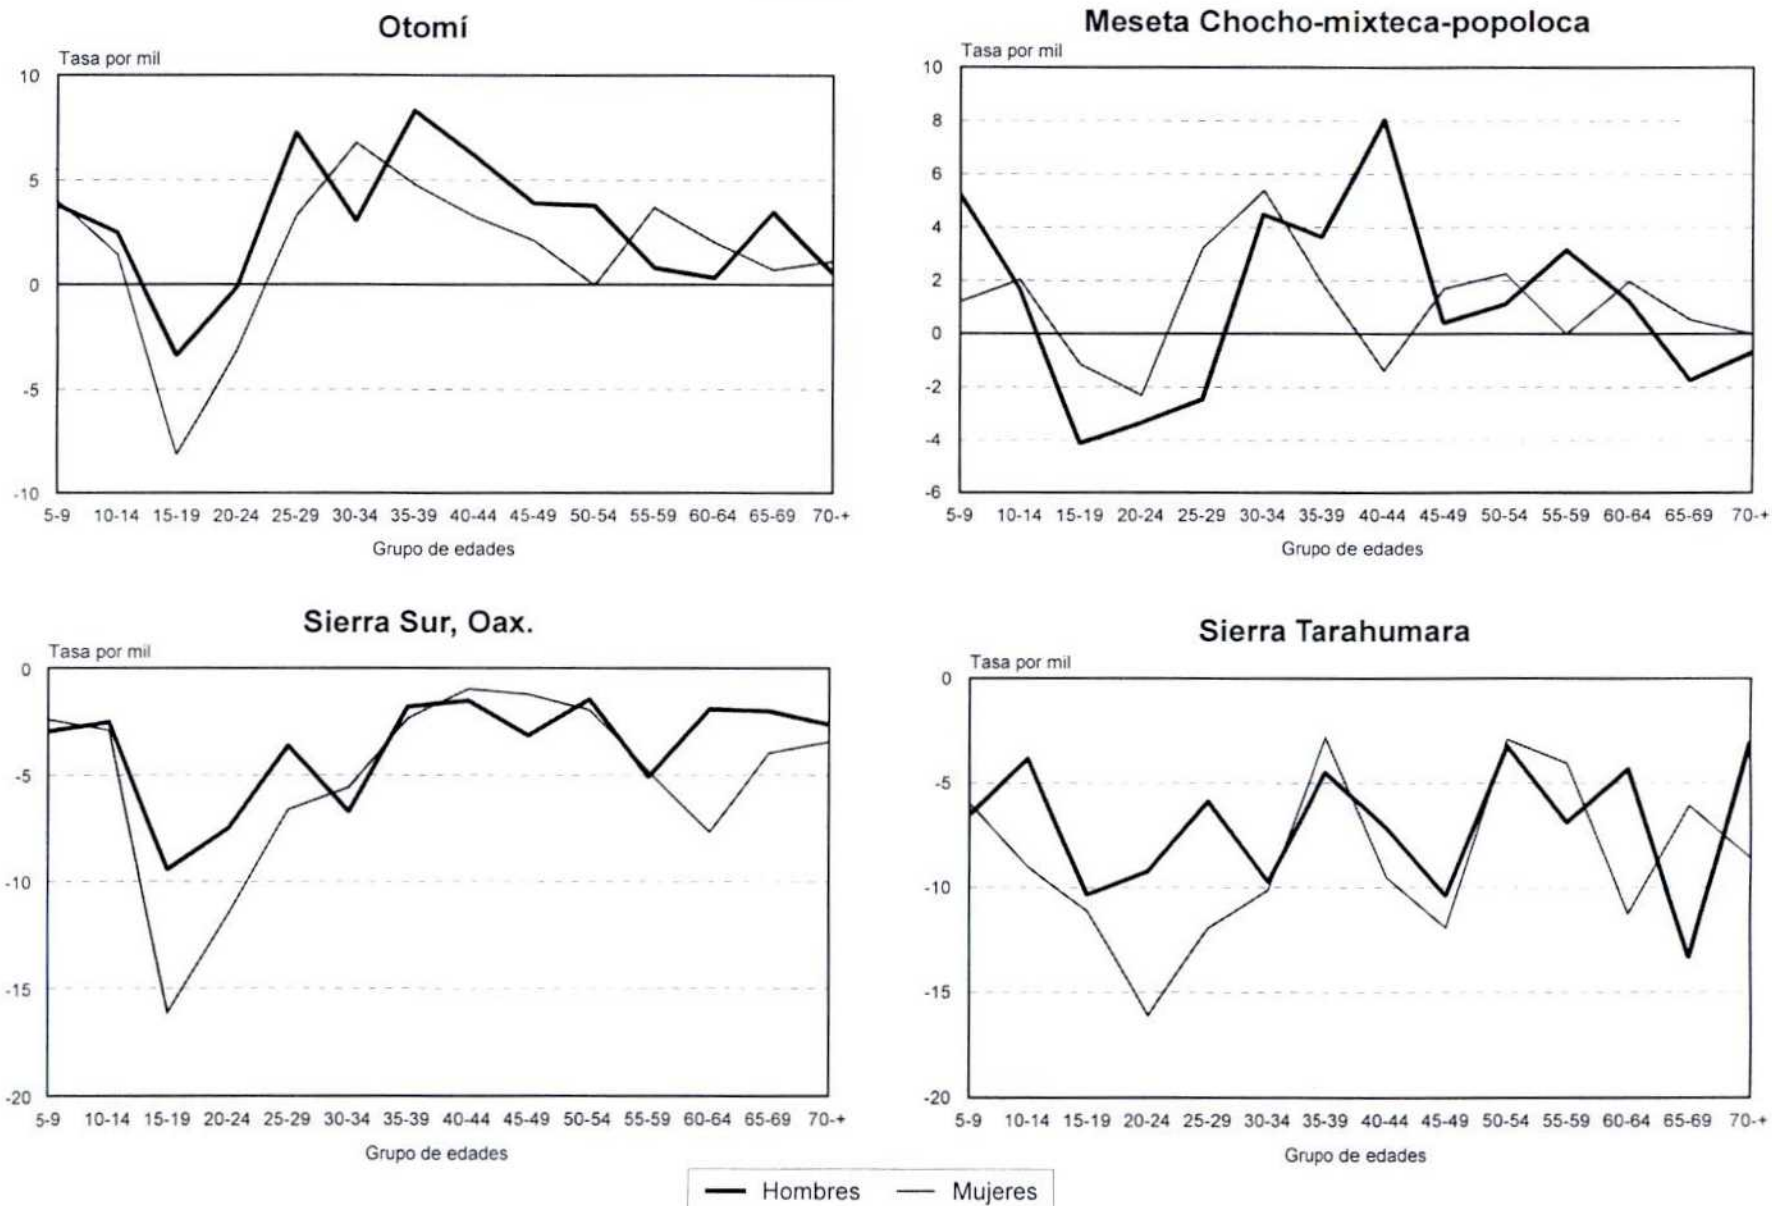 Otomí
Tasa por mil
10
5
0
-5
-10
5-9 10-14 15-19 20-24 25-29 30-34 35-39 40-44 45-49 50-54 55-59 60-64 65-69 70-+
Grupo de edades
Meseta Chocho-mixteca-popoloca
Tasa por mil
10
8
6
4
2
0
-2
-4
-6
5-9 10-14 15-19 20-24 25-29 30-34 35-39 40-44 45-49 50-54 55-59 60-64 65-69 70-+
Grupo de edades
Sierra Sur, Oax.
Tasa por mil
0
-5
-10
-15
-20
5-9 10-14 15-19 20-24 25-29 30-34 35-39 40-44 45-49 50-54 55-59 60-64 65-69 70-+
Grupo de edades
Sierra Tarahumara
Tasa por mil
0
-5
-10
-15
-20
5-9 10-14 15-19 20-24 25-29 30-34 35-39 40-44 45-49 50-54 55-59 60-64 65-69 70-+
Grupo de edades
Hombres Mujeres